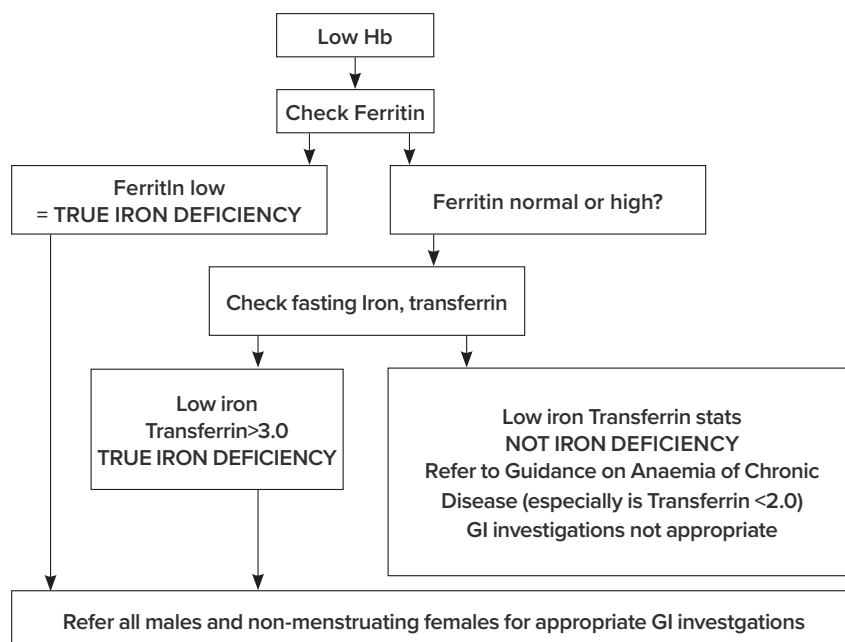 Low Hb
Check Ferritin
FerritIn low
= TRUE IRON DEFICIENCY
Ferritin normal or high?
Check fasting Iron, transferrin
Low iron
Transferrin>3.0
TRUE IRON DEFICIENCY
Low iron Transferrin stats
NOT IRON DEFICIENCY
Refer to Guidance on Anaemia of Chronic
Disease (especially is Transferrin <2.0)
GI investigations not appropriate
Refer all males and non-menstruating females for appropriate GI investgations